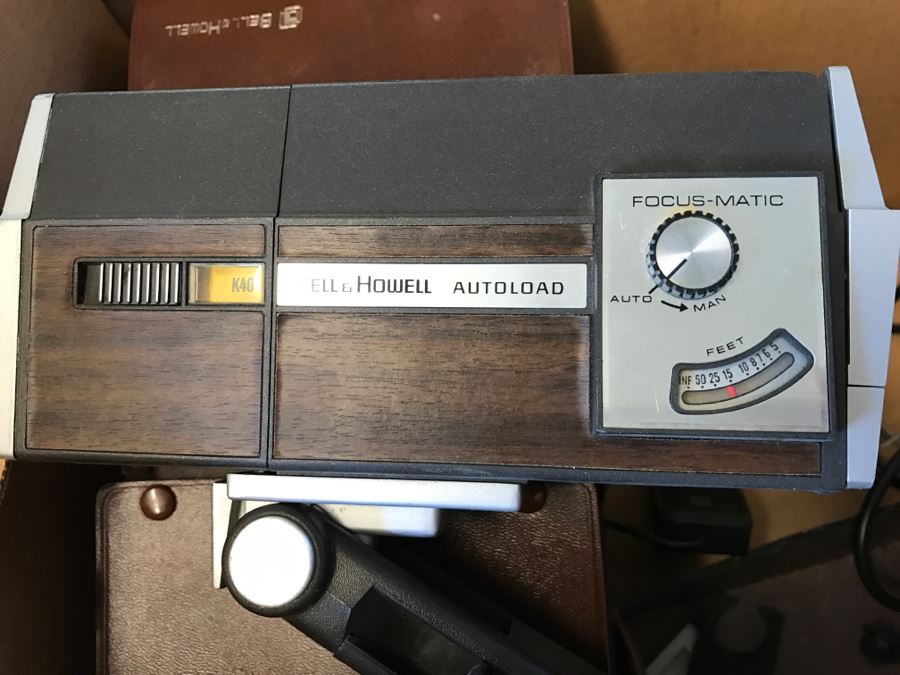 BELL & HOWELL
FOCUS-MATIC
K40
ELL & HOWELL AUTOLOAD
AUTO MAN
FEET
NF 50 25 15 10 8 7 6 5